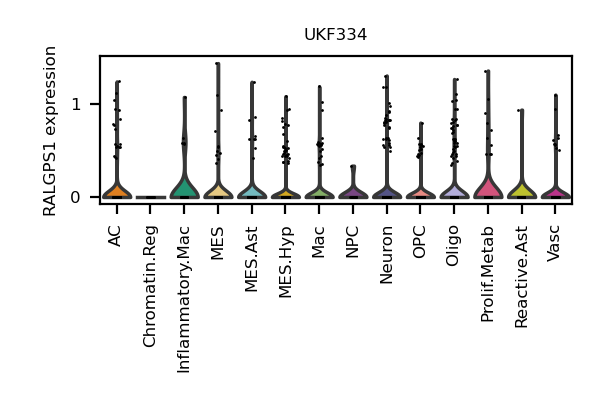 UKF334
RALGPS1 expression
1
0
AC
Chromatin.Reg
Inflammatory.Mac
MES
MES.Ast
MES.Hyp
Mac
NPC
Neuron
OPC
Oligo
Prolif.Metab
Reactive.Ast
Vasc